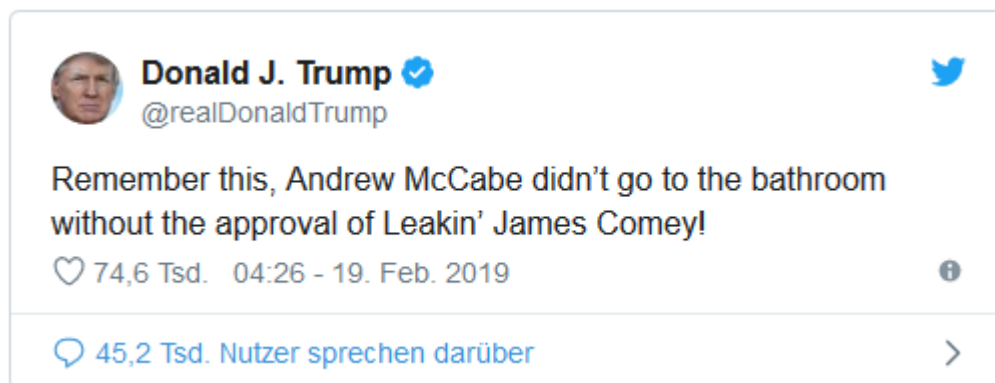 Donald J. Trump
@realDonaldTrump
Remember this, Andrew McCabe didn’t go to the bathroom
without the approval of Leakin’ James Comey!
74,6 Tsd. 04:26 - 19. Feb. 2019
45,2 Tsd. Nutzer sprechen darüber